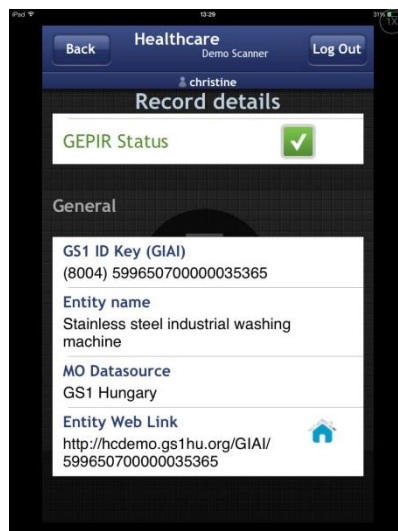 iPad
13:29
31%
1X
Back
Healthcare
Demo Scanner
Log Out
christine
Record details
GEPIR Status
General
GS1 ID Key (GIAI)
(8004) 599650700000035365
Entity name
Stainless steel industrial washing
machine
MO Datasource
GS1 Hungary
Entity Web Link
http://hcdemo.gs1hu.org/GIAI/
599650700000035365